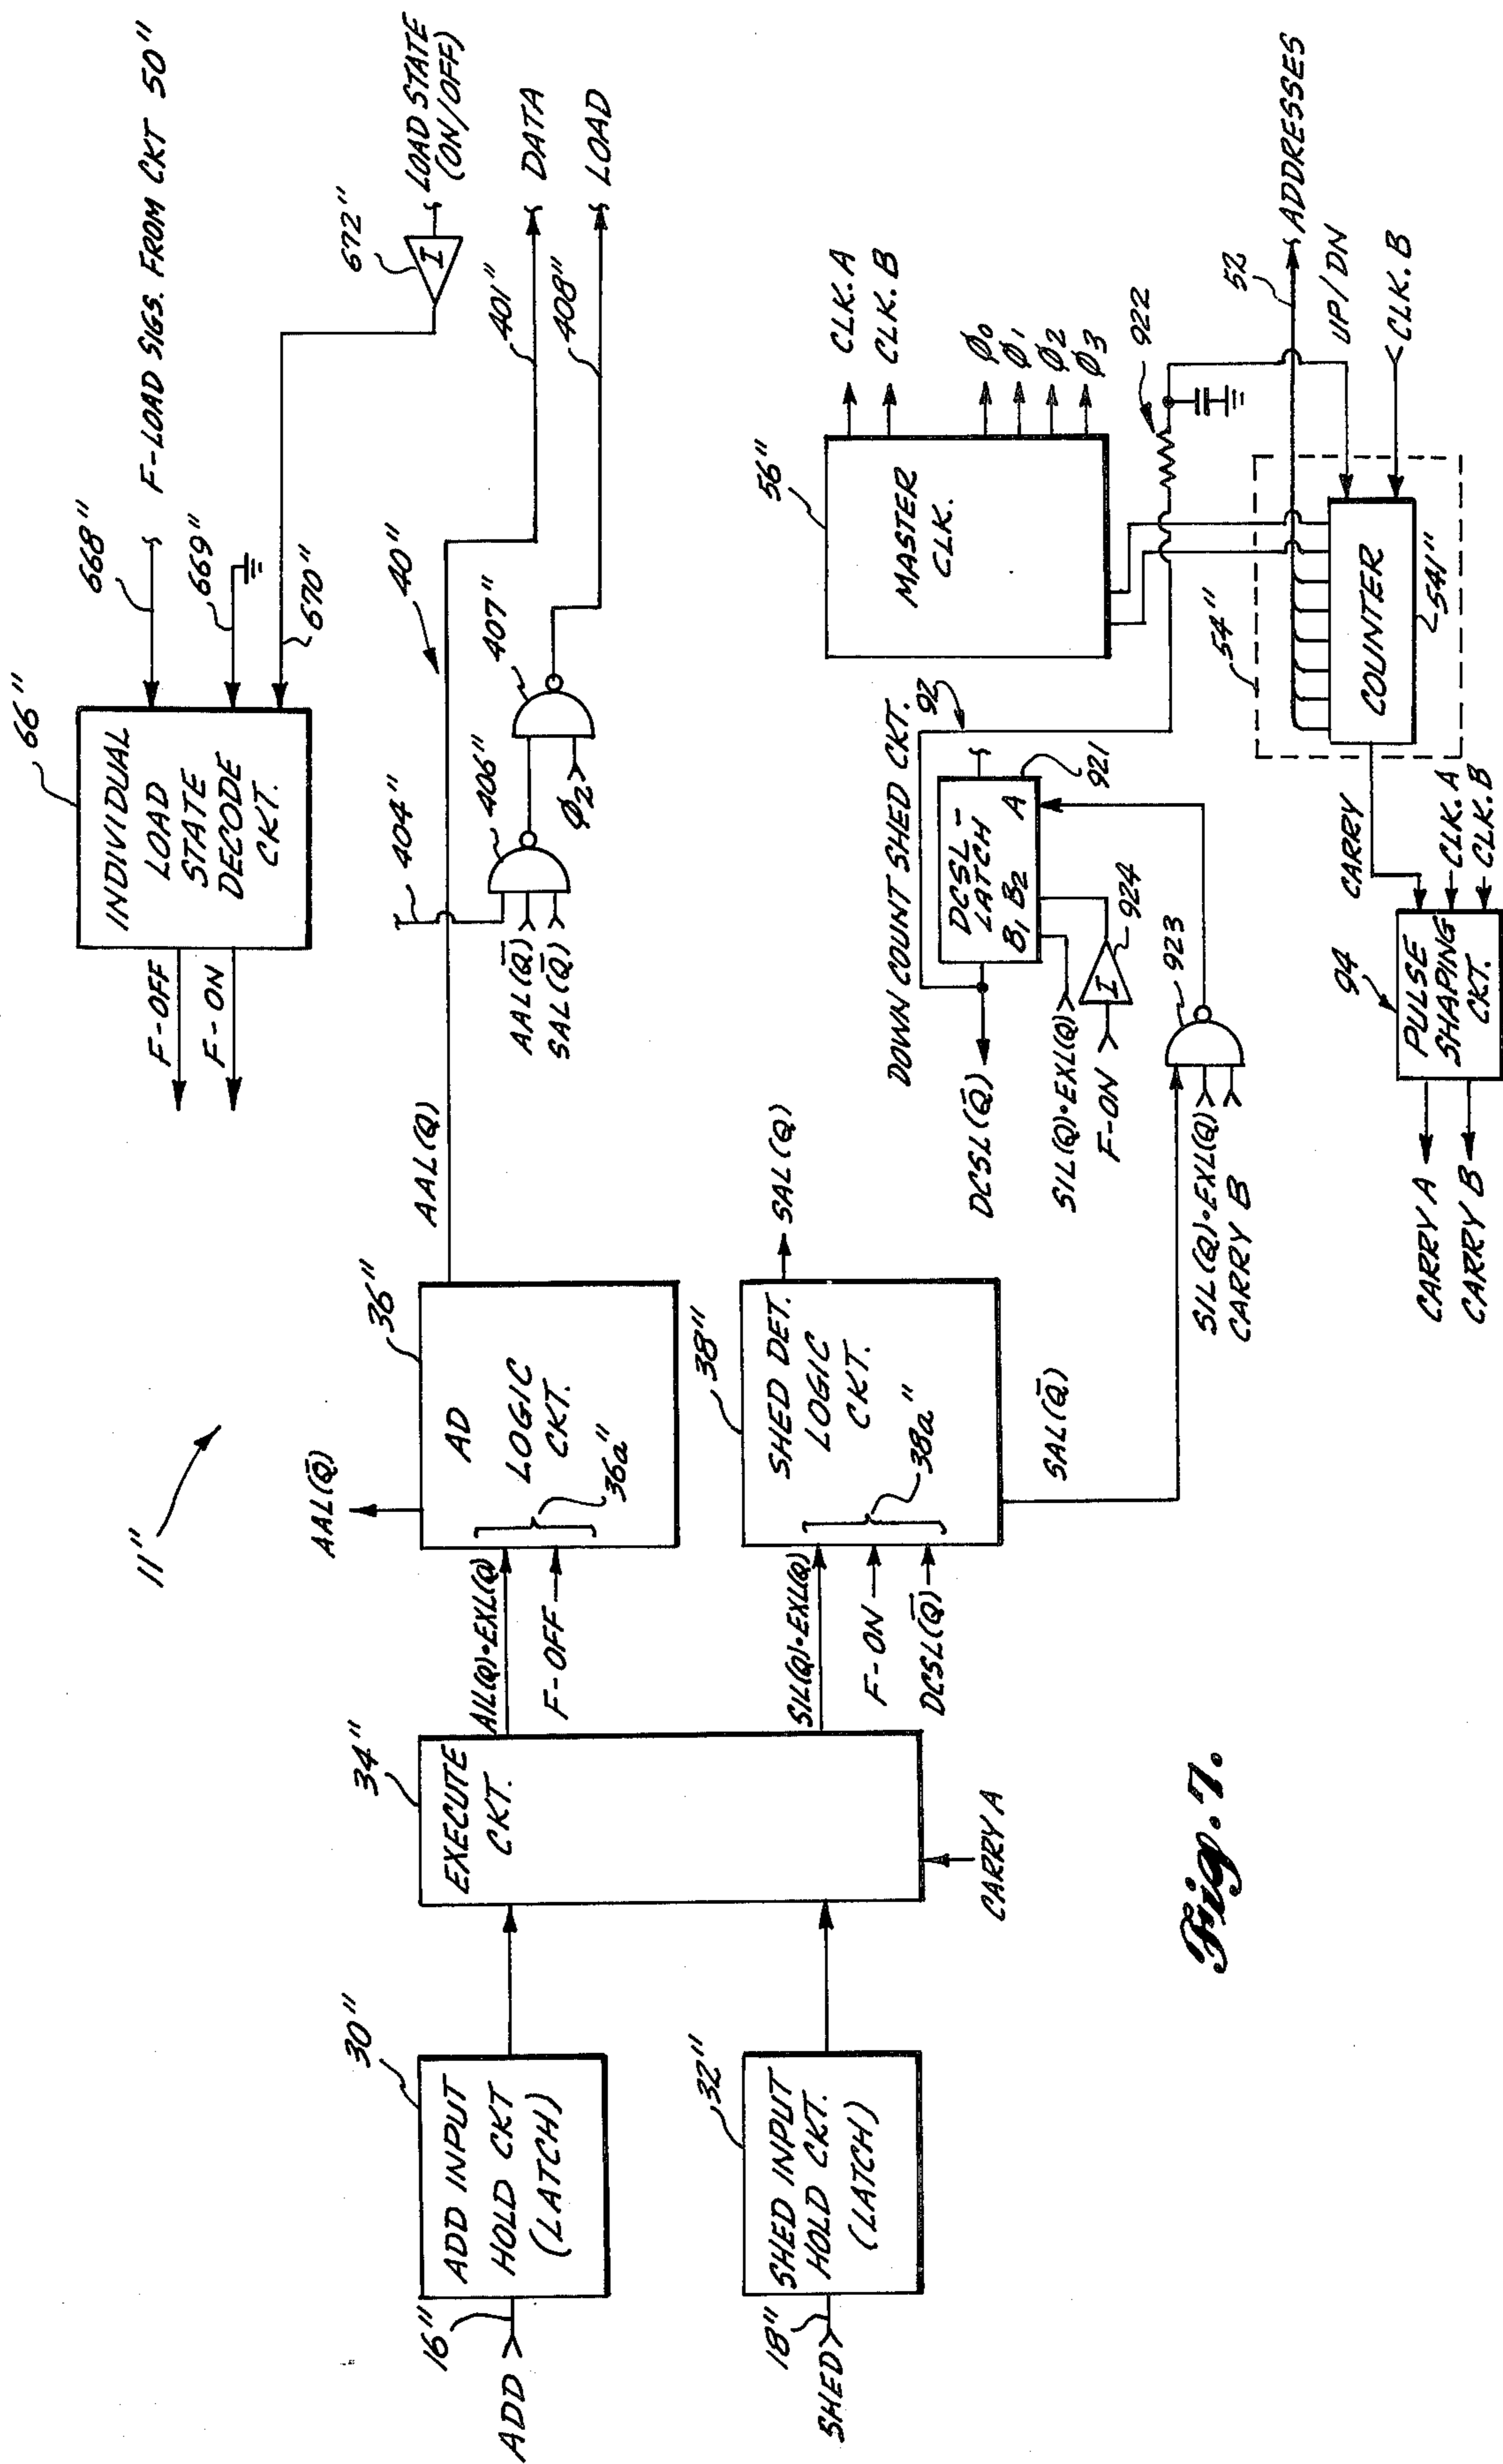 11"
ADD
16"
ADD INPUT
HOLD CKT
(LATCH)
30"
SHED
18"
SHED INPUT
HOLD CKT.
(LATCH)
32"
EXECUTE
CKT.
34"
CARRY A
AIL(Q)•EXL(Q)
F-OFF
SIL(Q)•EXL(Q)
F-ON
DCSL(Q̅)
AAL(Q̅)
AD
LOGIC
CKT.
36a"
36"
SHED DET.
LOGIC
CKT.
38a"
38"
AAL(Q)
SAL(Q)
SAL(Q̅)
F-OFF
F-ON
INDIVIDUAL
LOAD
STATE
DECODE
CKT.
66"
668"
F-LOAD SIGS. FROM CKT 50"
669"
670"
672"
I
LOAD STATE
(ON/OFF)
40"
401"
DATA
408"
LOAD
404"
406"
407"
AAL(Q̅)
SAL(Q̅)
Ø2
DOWN COUNT SHED CKT.
92
DCSL-
LATCH
B1 B2 A
921
DCSL(Q̅)
SIL(Q)•EXL(Q)
F-ON
I
924
923
SIL(Q)•EXL(Q)
CARRY B
MASTER
CLK.
56"
CLK. A
CLK. B
Ø0
Ø1
Ø2
Ø3
922
52
ADDRESSES
UP/DN
CLK. B
54"
COUNTER
541"
CARRY
CLK. A
CLK. B
94
PULSE
SHAPING
CKT.
CARRY A
CARRY B
Fig. 7.